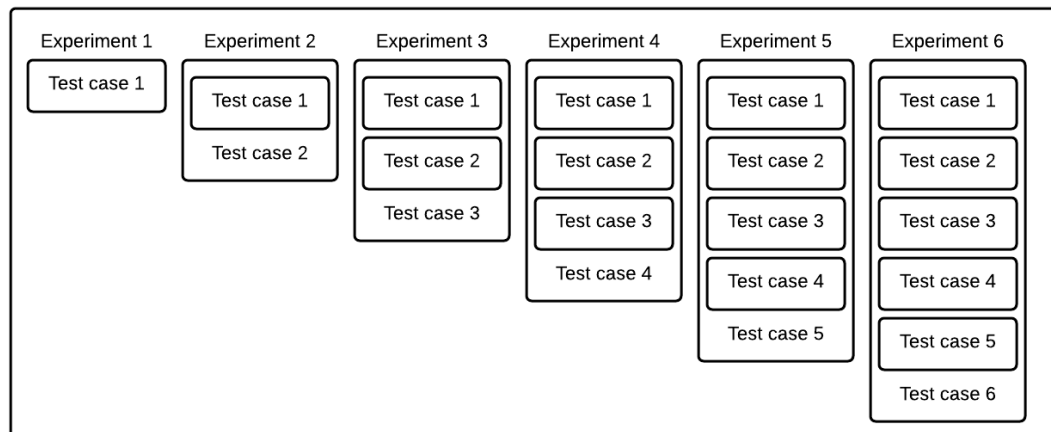 Experiment 1
Test case 1
Experiment 2
Test case 1
Test case 2
Experiment 3
Test case 1
Test case 2
Test case 3
Experiment 4
Test case 1
Test case 2
Test case 3
Test case 4
Experiment 5
Test case 1
Test case 2
Test case 3
Test case 4
Test case 5
Experiment 6
Test case 1
Test case 2
Test case 3
Test case 4
Test case 5
Test case 6